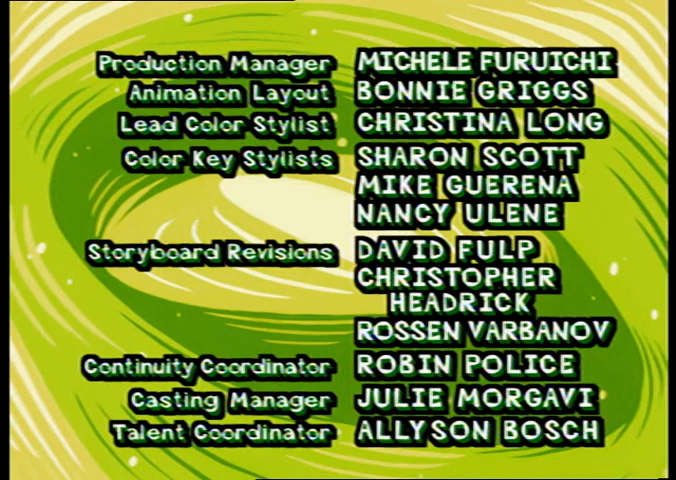 Production Manager MICHELE FURUICHI
Animation Layout BONNIE GRIGGS
Lead Color Stylist CHRISTINA LONG
Color Key Stylists SHARON SCOTT
MIKE GUERENA
NANCY ULENE
Storyboard Revisions DAVID FULP
CHRISTOPHER
HEADRICK
ROSSEN VARBANOV
Continuity Coordinator ROBIN POLICE
Casting Manager JULIE MORGAVI
Talent Coordinator ALLYSON BOSCH